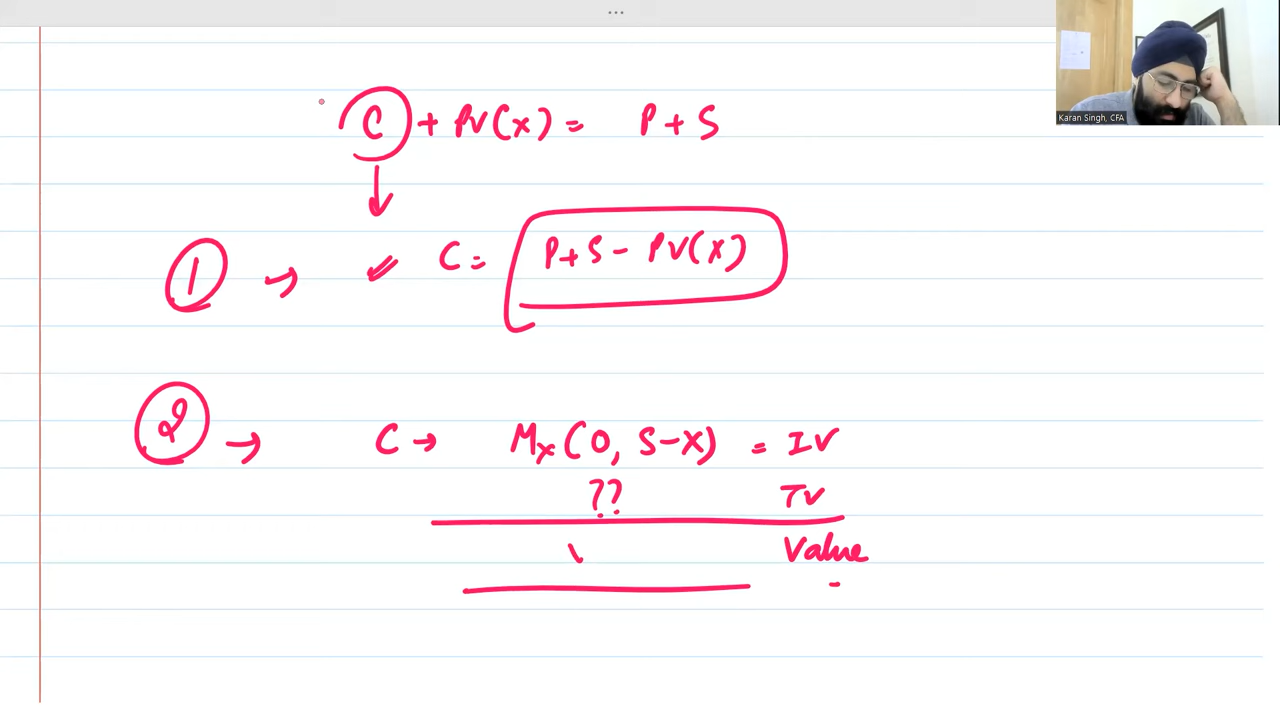 ...
Karan Singh, CFA
C + PV(X) = P + S
1 → C = P+S - PV(X)
2 → C → Mx(0, S-X) = IV
?? TV
Value